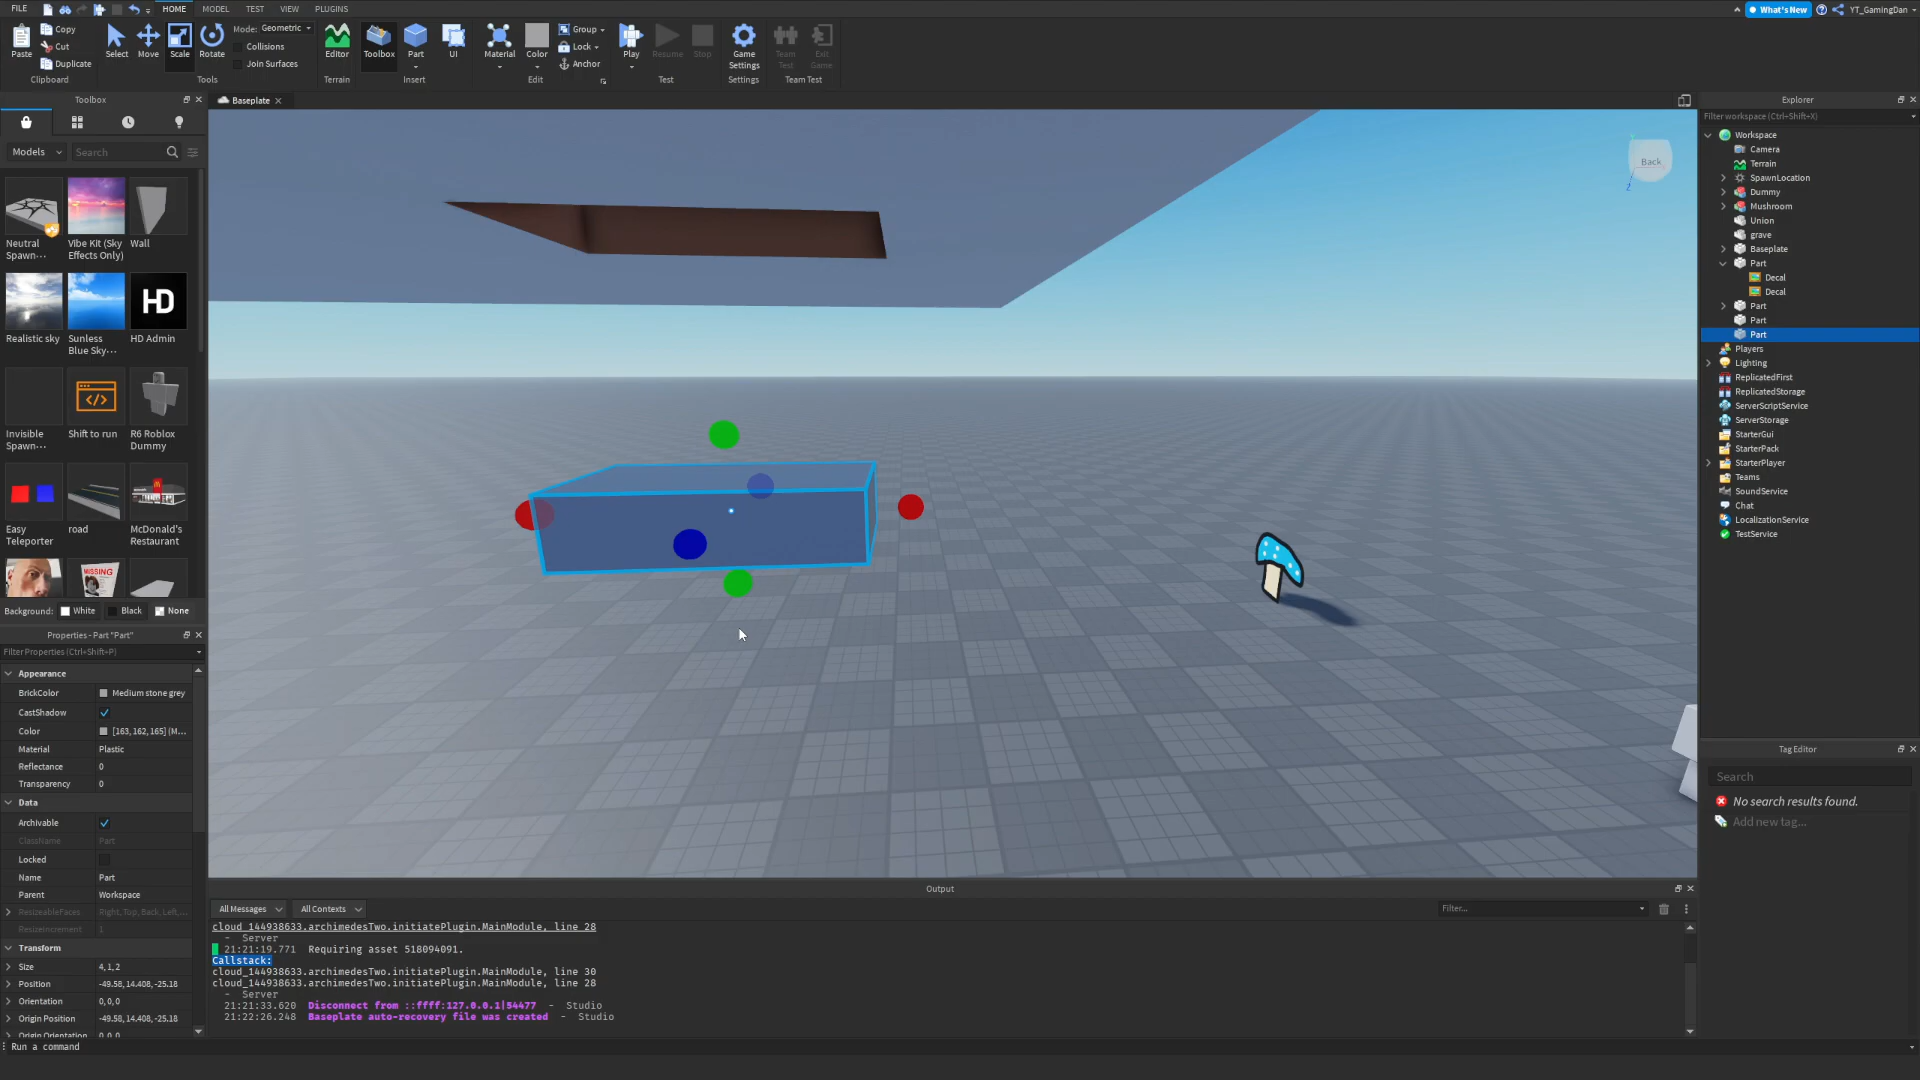 FILE
HOME
MODEL
TEST
VIEW
PLUGINS
What's New
YT_GamingDan
Paste
Copy
Cut
Duplicate
Clipboard
Select
Move
Scale
Rotate
Mode: Geometric
Collisions
Join Surfaces
Tools
Editor
Terrain
Toolbox
Part
UI
Insert
Material
Color
Group
Lock
Anchor
Edit
Play
Resume
Stop
Test
Game Settings
Settings
Team Test
Exit Game
Team Test
Toolbox
Baseplate
Explorer
Filter workspace (Ctrl+Shift+X)
Models
Search
Neutral Spawn···
Vibe Kit (Sky Effects Only)
Wall
Realistic sky
Sunless Blue Sky···
HD
HD Admin
Invisible Spawn···
Shift to run
R6 Roblox Dummy
Easy Teleporter
road
McDonald's Restaurant
MISSING
Background:
White
Black
None
Properties - Part "Part"
Filter Properties (Ctrl+Shift+P)
Appearance
BrickColor Medium stone grey
CastShadow
Color [163, 162, 165] (M...
Material Plastic
Reflectance 0
Transparency 0
Data
Archivable
ClassName Part
Locked
Name Part
Parent Workspace
ResizeableFaces Right, Top, Back, Left,...
ResizeIncrement 1
Transform
Size 4, 1, 2
Position -49.58, 14.408, -25.18
Orientation 0, 0, 0
Origin Position -49.58, 14.408, -25.18
Origin Orientation 0, 0, 0
Run a command
Back
Workspace
Camera
Terrain
SpawnLocation
Dummy
Mushroom
Union
grave
Baseplate
Part
Decal
Decal
Part
Part
Part
Players
Lighting
ReplicatedFirst
ReplicatedStorage
ServerScriptService
ServerStorage
StarterGui
StarterPack
StarterPlayer
Teams
SoundService
Chat
LocalizationService
TestService
Tag Editor
Search
No search results found.
Add new tag...
Output
All Messages
All Contexts
Filter...
cloud_144938633.archimedesTwo.initiatePlugin.MainModule, line 28
- Server
21:21:19.771 Requiring asset 518094091.
Callstack:
cloud_144938633.archimedesTwo.initiatePlugin.MainModule, line 30
cloud_144938633.archimedesTwo.initiatePlugin.MainModule, line 28
- Server
21:21:33.620 Disconnect from ::ffff:127.0.0.1|54477 - Studio
21:22:26.248 Baseplate auto-recovery file was created - Studio